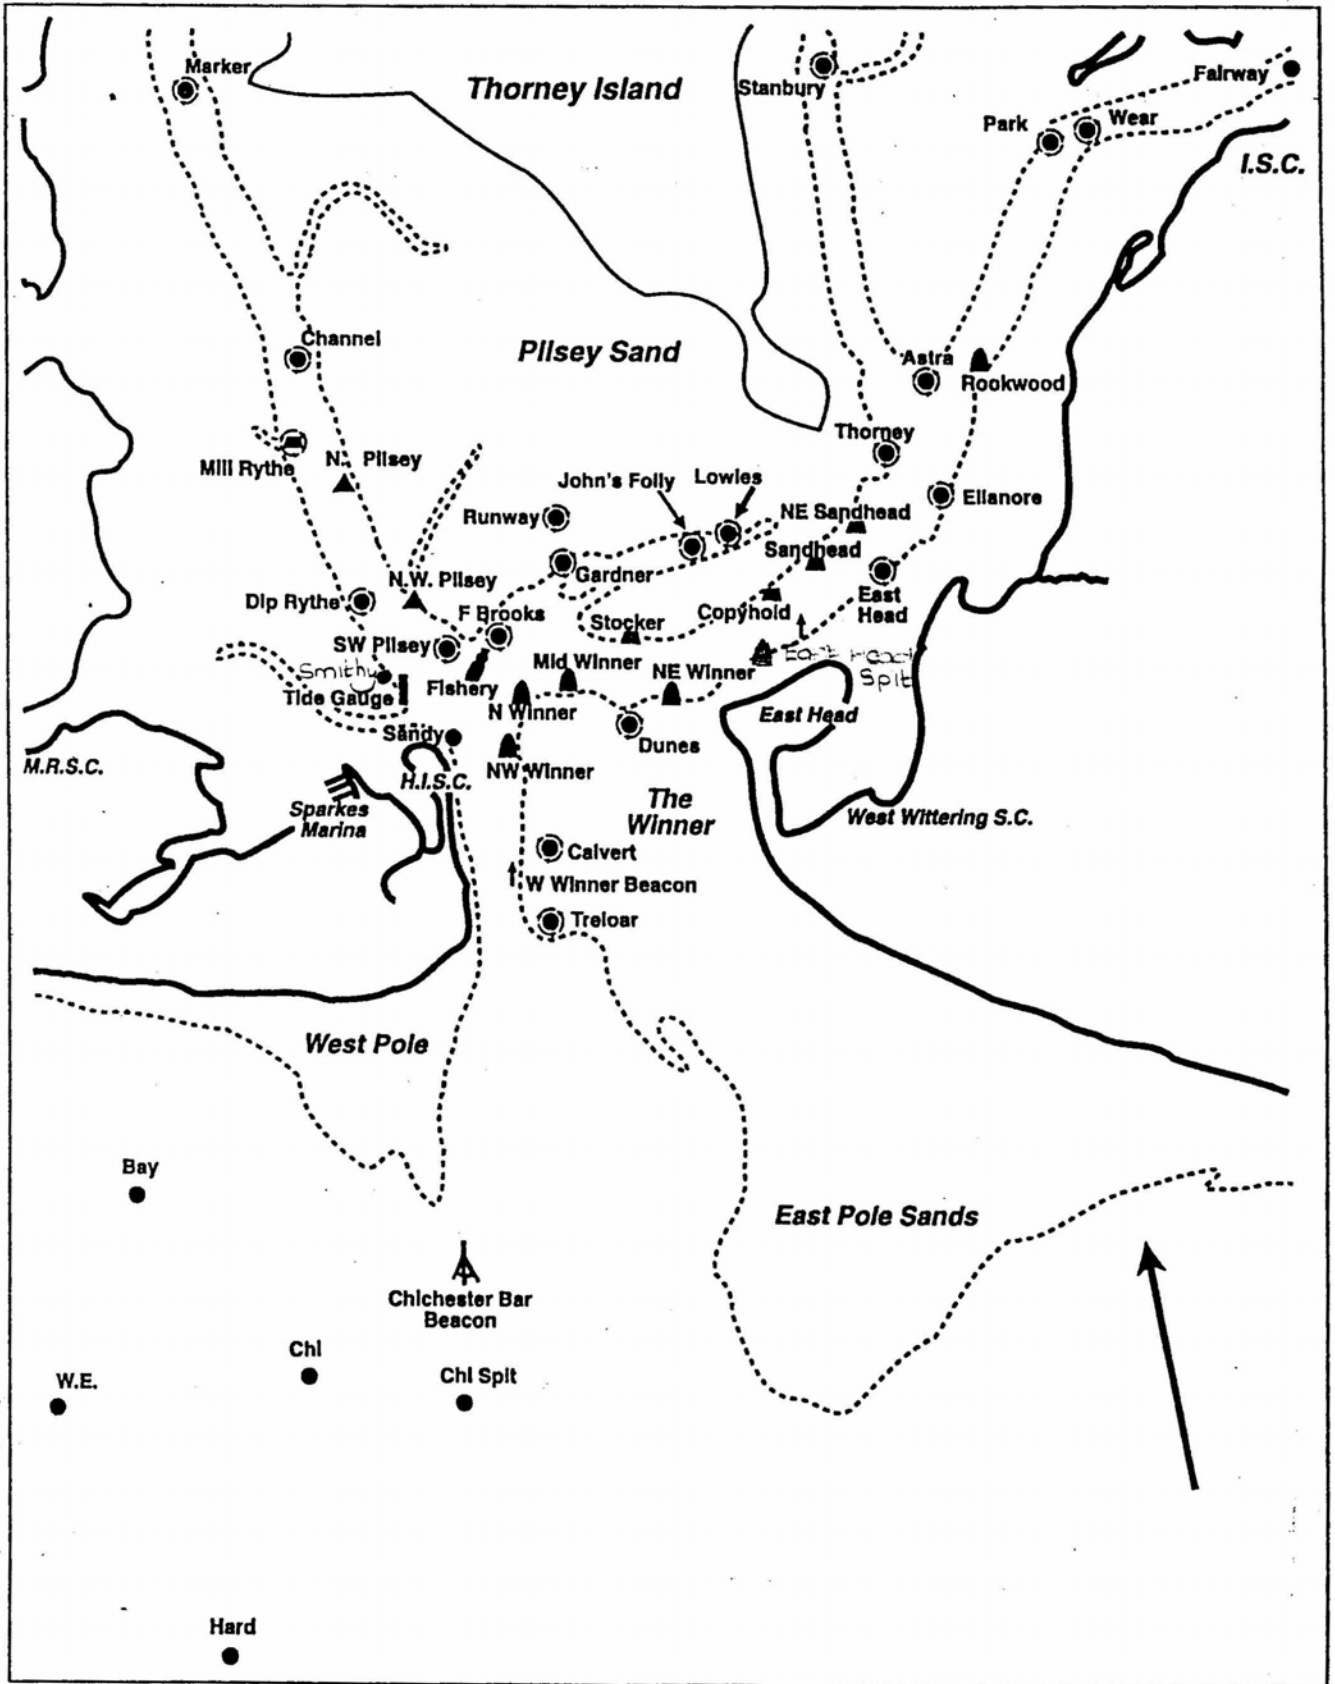 Marker
Thorney Island
Stanbury
Fairway
Park
Wear
I.S.C.
Channel
Pilsey Sand
Astra
Rookwood
Thorney
Mill Rythe
N. Pilsey
John's Folly
Lowles
Ellanore
Runway
NE Sandhead
Sandhead
Gardner
N.W. Pilsey
Dip Rythe
F Brooks
Stocker
Copyhold
East
Head
SW Pilsey
Smithy
Mid Winner
NE Winner
East Head
Spit
Tide Gauge
Fishery
N Winner
East Head
Sandy
Dunes
M.R.S.C.
H.I.S.C.
NW Winner
Sparkes
Marina
The
Winner
West Wittering S.C.
Calvert
W Winner Beacon
Treloar
West Pole
Bay
East Pole Sands
Chichester Bar
Beacon
Chi
Chi Spit
W.E.
Hard